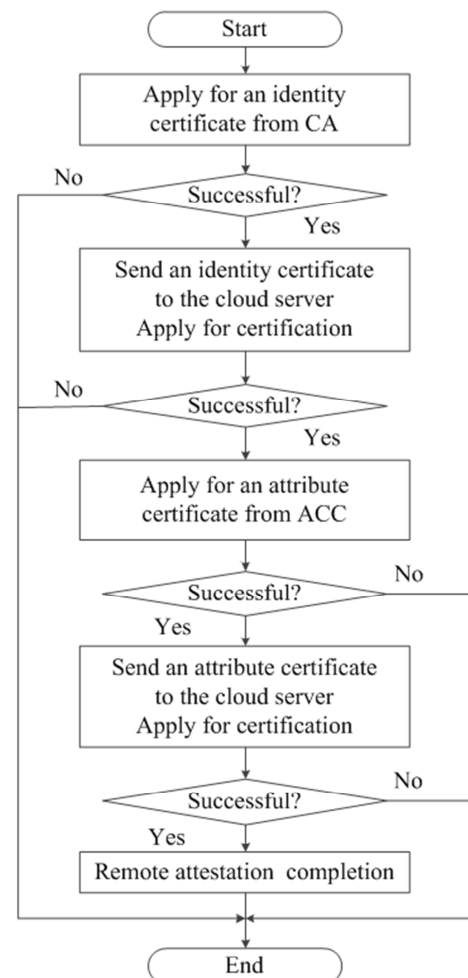 Start
Apply for an identity
certificate from CA
No
Successful?
Yes
Send an identity certificate
to the cloud server
Apply for certification
No
Successful?
Yes
Apply for an attribute
certificate from ACC
No
Successful?
Yes
Send an attribute certificate
to the cloud server
Apply for certification
No
Successful?
Yes
Remote attestation completion
End